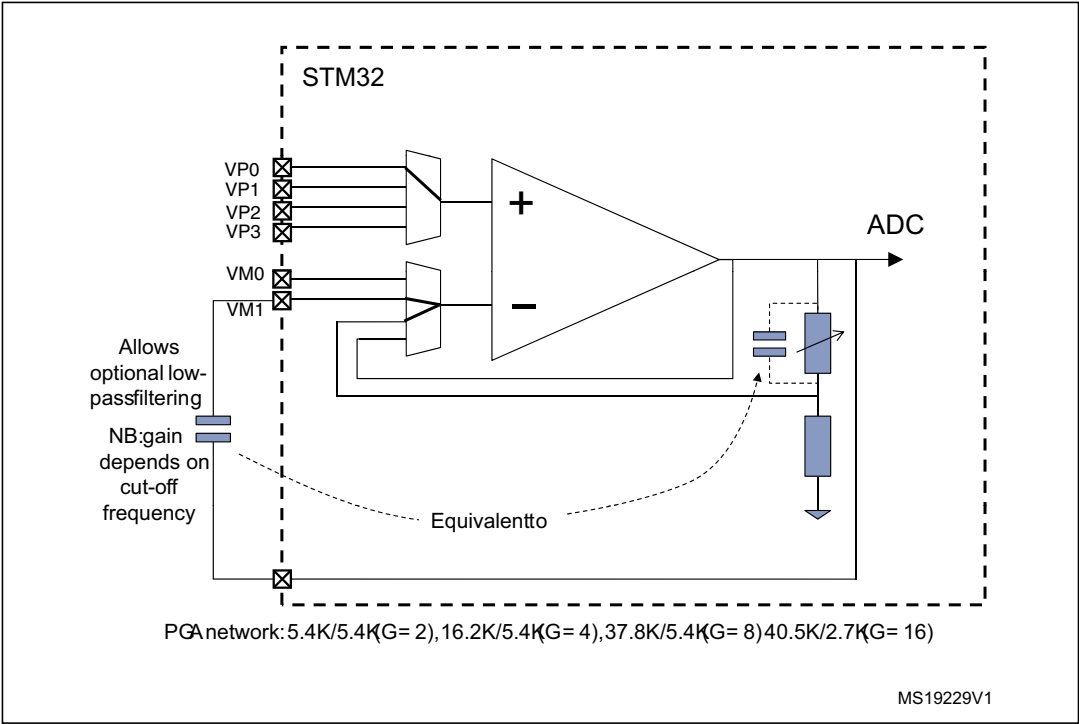 STM32
VP0
VP1
VP2
VP3
VM0
VM1
+
−
ADC
Allows
optional low-
passfiltering
NB:gain
depends on
cut-off
frequency
Equivalentto
PGAnetwork:5.4K/5.4K(G=2),16.2K/5.4K(G=4),37.8K/5.4K(G=8)40.5K/2.7K(G=16)
MS19229V1